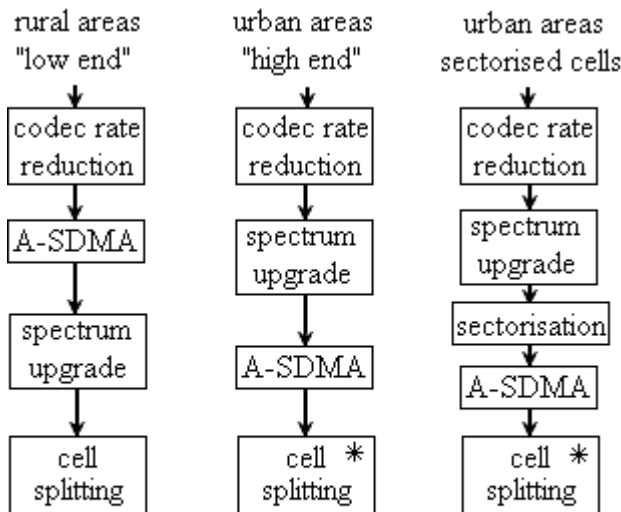 rural areas
"low end"
codec rate
reduction
A-SDMA
spectrum
upgrade
cell
splitting
urban areas
"high end"
codec rate
reduction
spectrum
upgrade
A-SDMA
cell *
splitting
urban areas
sectorised cells
codec rate
reduction
spectrum
upgrade
sectorisation
A-SDMA
cell *
splitting